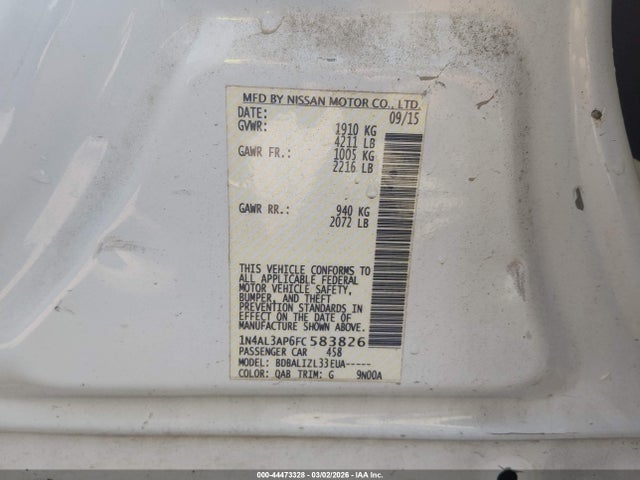 MFD BY NISSAN MOTOR CO., LTD.
DATE: 09/15
GVWR: 1910 KG
4211 LB
GAWR FR.: 1005 KG
2216 LB
GAWR RR.: 940 KG
2072 LB
THIS VEHICLE CONFORMS TO
ALL APPLICABLE FEDERAL
MOTOR VEHICLE SAFETY,
BUMPER, AND THEFT
PREVENTION STANDARDS IN
EFFECT ON THE DATE OF
MANUFACTURE SHOWN ABOVE.
1N4AL3AP6FC583826
PASSENGER CAR 458
MODEL: BDBALIZL33EUA-----
COLOR: QAB TRIM: G 9N00A
000-44473328 - 03/02/2026 - IAA Inc.